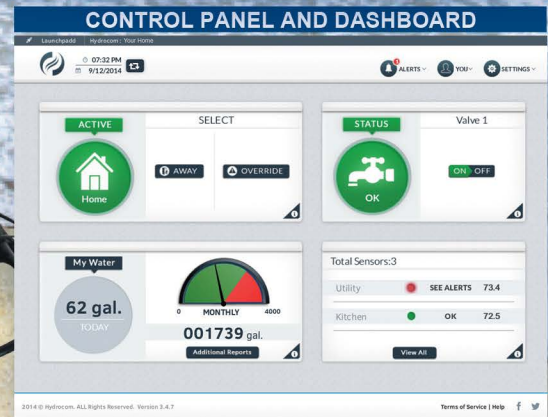 CONTROL PANEL AND DASHBOARD
Launchpadd Hydrocom: Your Home
07:32 PM
9/12/2014
1
ALERTS YOU SETTINGS
ACTIVE
Home
SELECT
AWAY OVERRIDE
STATUS
OK
Valve 1
ON OFF
My Water
62 gal.
TODAY
0 MONTHLY 4000
001739 gal.
Additional Reports
Total Sensors:3
Utility SEE ALERTS 73.4
Kitchen OK 72.5
View All
2014 © Hydrocom. ALL Rights Reserved. Version 3.4.7
Terms of Service | Help